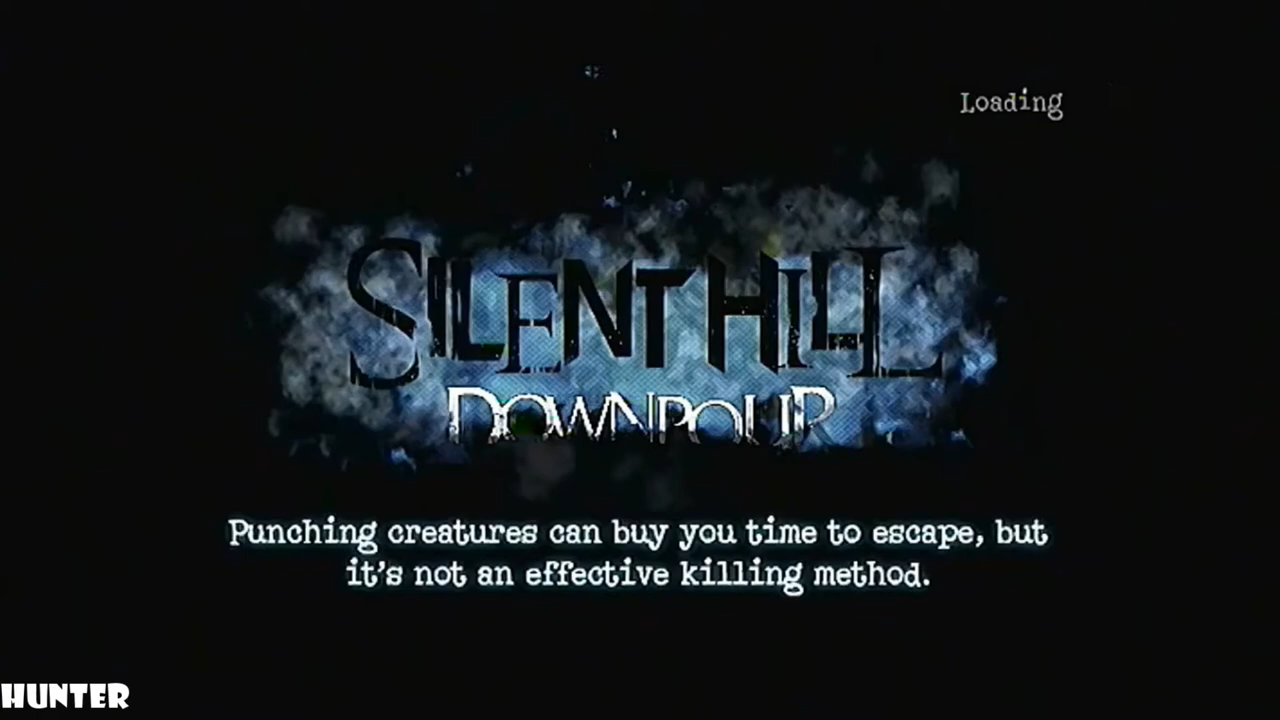 Loading
SILENT HILL
DOWNPOUR
Punching creatures can buy you time to escape, but
it's not an effective killing method.
HUNTER